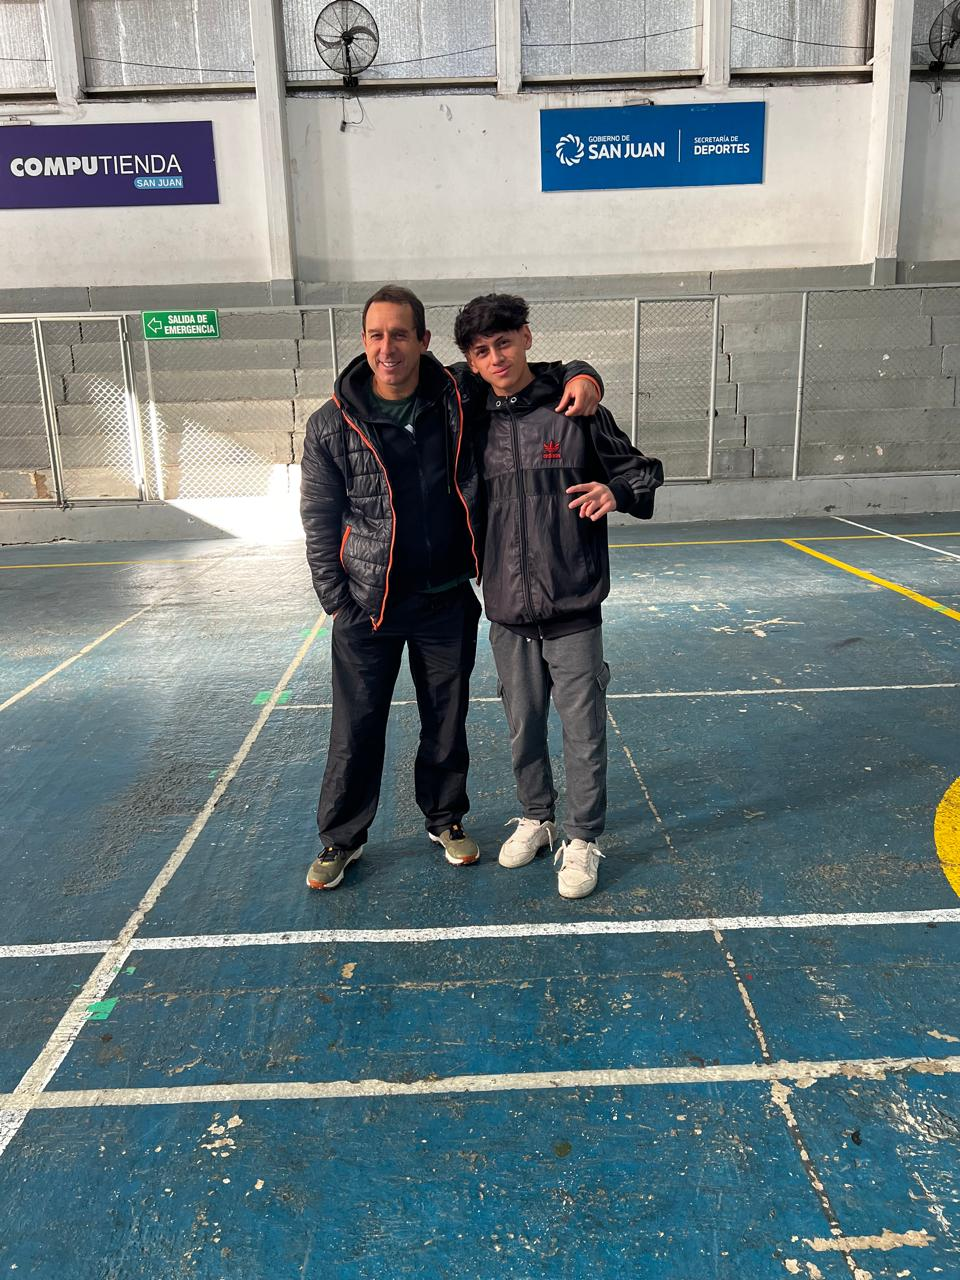 COMPUTIENDA
SAN JUAN
GOBIERNO DE
SAN JUAN
SECRETARÍA DE
DEPORTES
SALIDA DE
EMERGENCIA
adidas